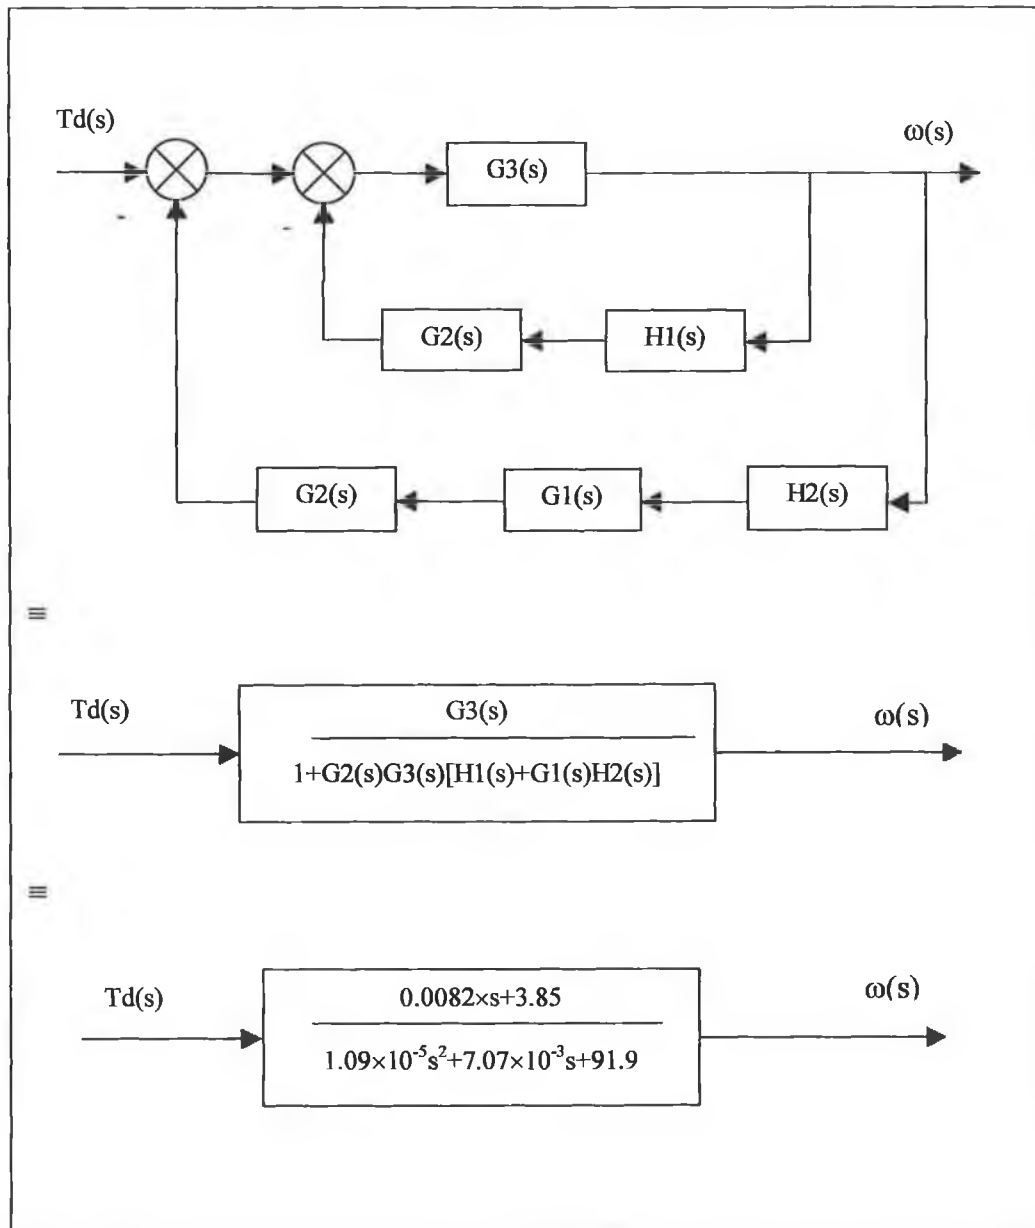 Td(s)
ω(s)
G3(s)
-
-
G2(s)
H1(s)
G2(s)
G1(s)
H2(s)
≡
Td(s)
G3(s)
1+G2(s)G3(s)[H1(s)+G1(s)H2(s)]
ω(s)
≡
Td(s)
0.0082×s+3.85
1.09×10⁻⁵s²+7.07×10⁻³s+91.9
ω(s)